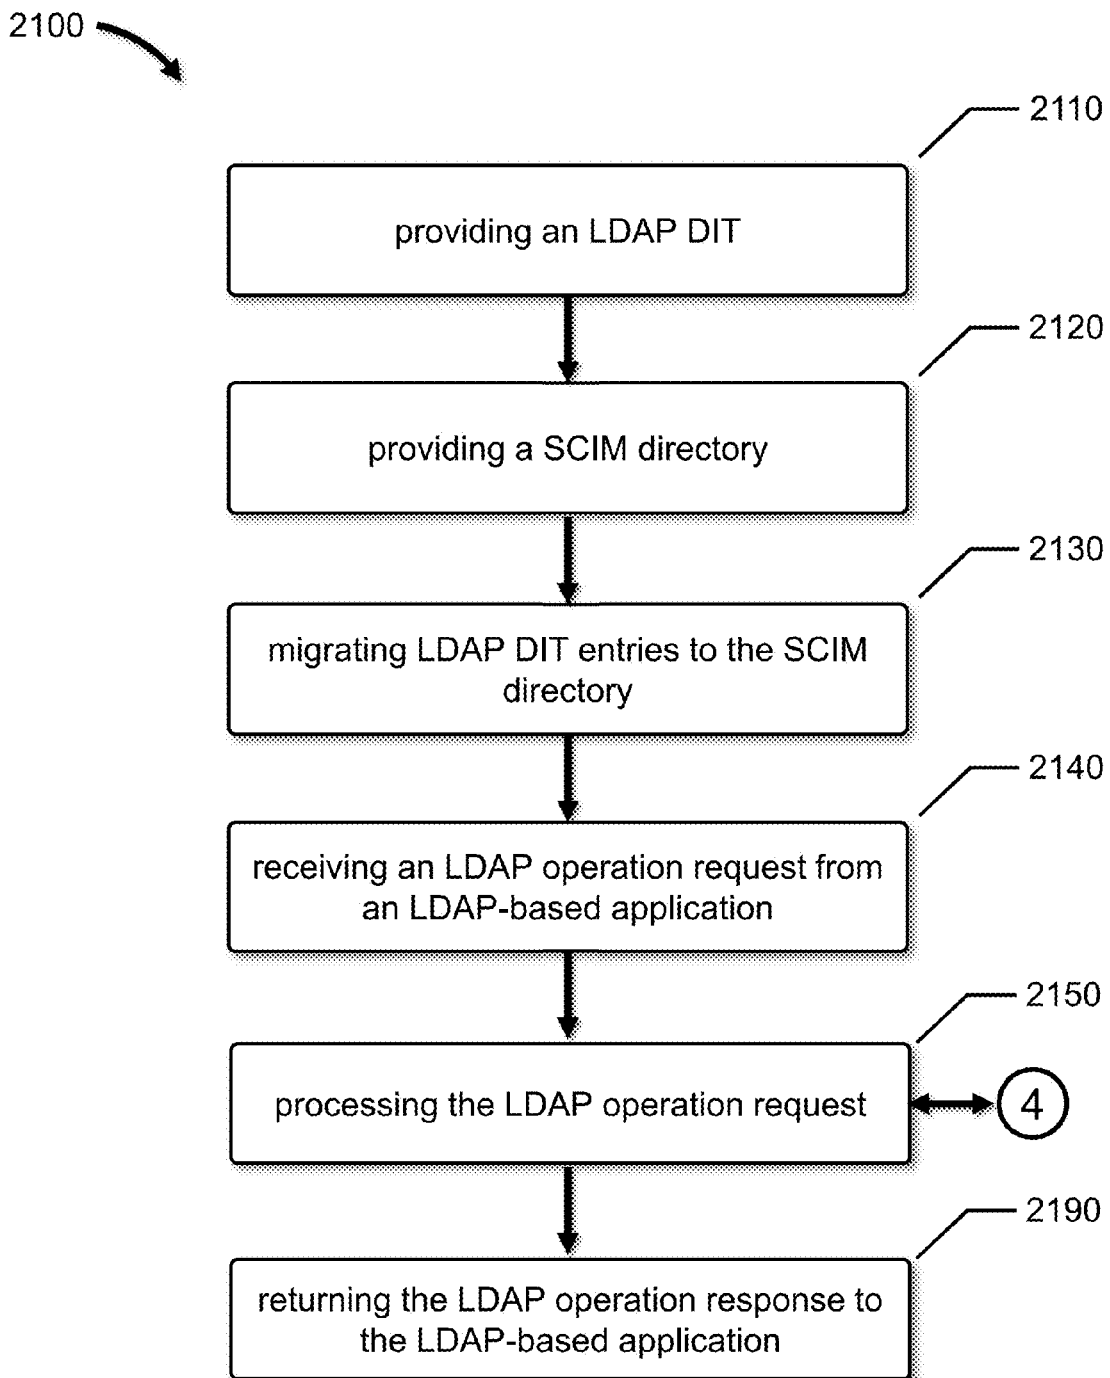 2100
2110
providing an LDAP DIT
2120
providing a SCIM directory
2130
migrating LDAP DIT entries to the SCIM
directory
2140
receiving an LDAP operation request from
an LDAP-based application
2150
processing the LDAP operation request
4
2190
returning the LDAP operation response to
the LDAP-based application